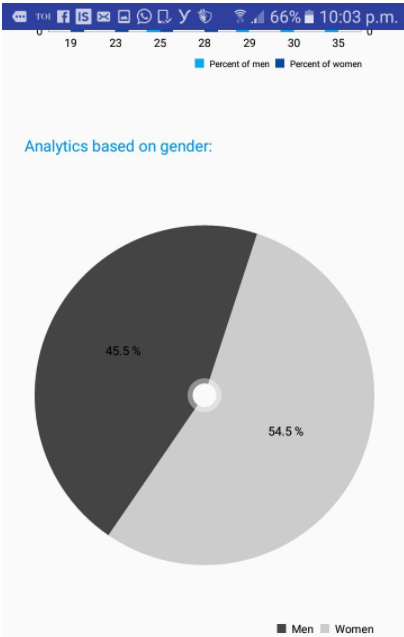 TOI IS 66% 10:03 p.m.
0 0
19 23 25 28 29 30 35
Percent of men Percent of women
Analytics based on gender:
45.5 %
54.5 %
Men Women